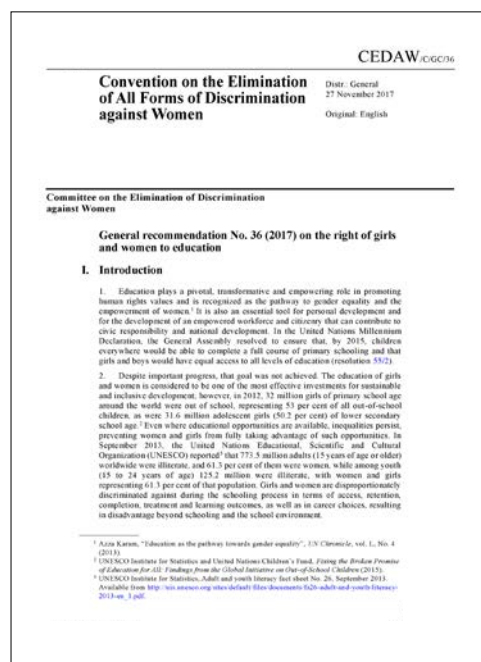 CEDAW/C/GC/36
Convention on the Elimination
of All Forms of Discrimination
against Women
Distr.: General
27 November 2017
Original: English
Committee on the Elimination of Discrimination
against Women
General recommendation No. 36 (2017) on the right of girls
and women to education
I. Introduction
1. Education plays a pivotal, transformative and empowering role in promoting
human rights values and is recognized as the pathway to gender equality and the
empowerment of women.1 It is also an essential tool for personal development and
for the development of an empowered workforce and citizenry that can contribute to
civic responsibility and national development. In the United Nations Millennium
Declaration, the General Assembly resolved to ensure that, by 2015, children
everywhere would be able to complete a full course of primary schooling and that
girls and boys would have equal access to all levels of education (resolution 55/2).
2. Despite important progress, that goal was not achieved. The education of girls
and women is considered to be one of the most effective investments for sustainable
and inclusive development, however, in 2012, 32 million girls of primary school age
around the world were out of school, representing 53 per cent of all out-of-school
children, as were 31.6 million adolescent girls (50.2 per cent) of lower secondary
school age.2 Even where educational opportunities are available, inequalities persist,
preventing women and girls from fully taking advantage of such opportunities. In
September 2013, the United Nations Educational, Scientific and Cultural
Organization (UNESCO) reported3 that 773.5 million adults (15 years of age or older)
worldwide were illiterate, and 61.3 per cent of them were women, while among youth
(15 to 24 years of age) 125.2 million were illiterate, with women and girls
representing 61.3 per cent of that population. Girls and women are disproportionately
discriminated against during the schooling process in terms of access, retention,
completion, treatment and learning outcomes, as well as in career choices, resulting
in disadvantage beyond schooling and the school environment.
1 Azza Karam, "Education as the pathway towards gender equality", UN Chronicle, vol. L, No. 4
(2013).
2 UNESCO Institute for Statistics and United Nations Children's Fund, Fixing the Broken Promise
of Education for All: Findings from the Global Initiative on Out-of-School Children (2015).
3 UNESCO Institute for Statistics, Adult and youth literacy fact sheet No. 26, September 2013.
Available from http://uis.unesco.org/sites/default/files/documents/fs26-adult-and-youth-literacy-
2013-en_1.pdf.